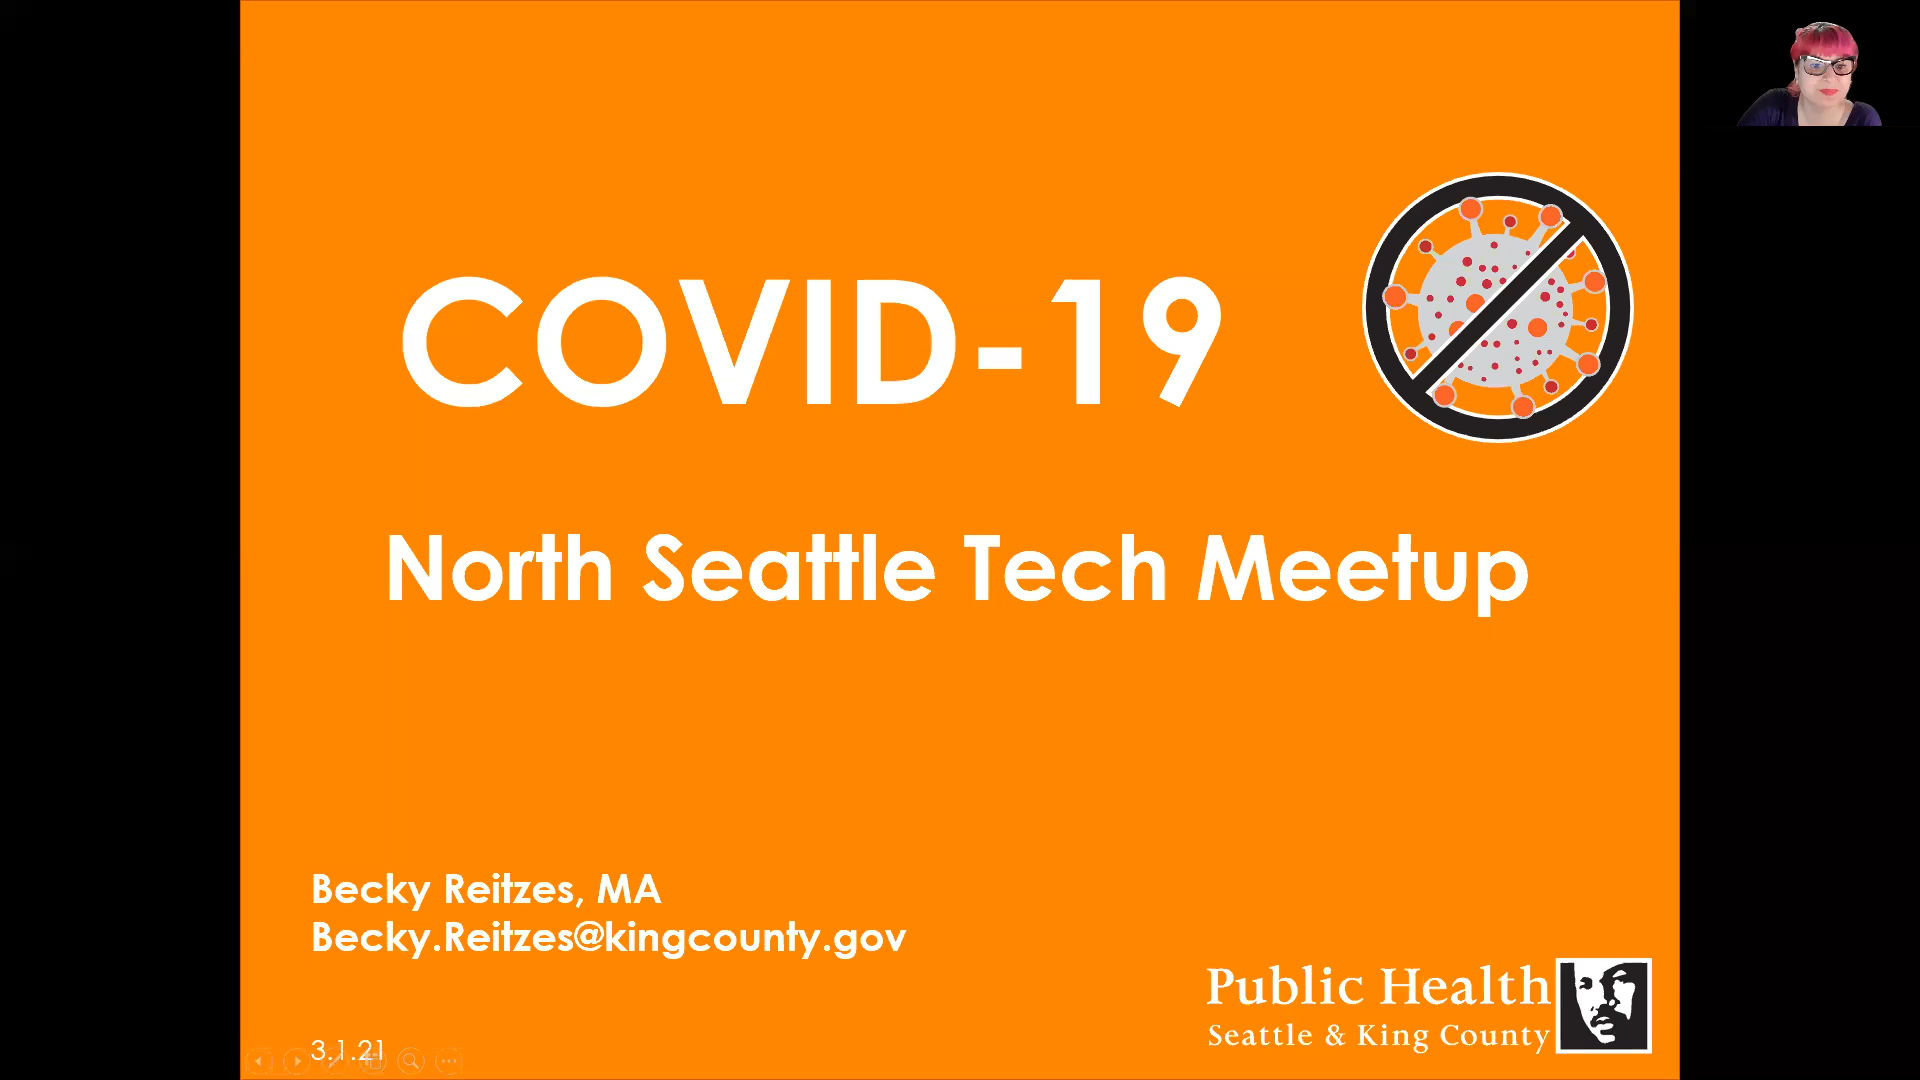 COVID-19
North Seattle Tech Meetup
Becky Reitzes, MA
Becky.Reitzes@kingcounty.gov
Public Health
Seattle & King County
3.1.21